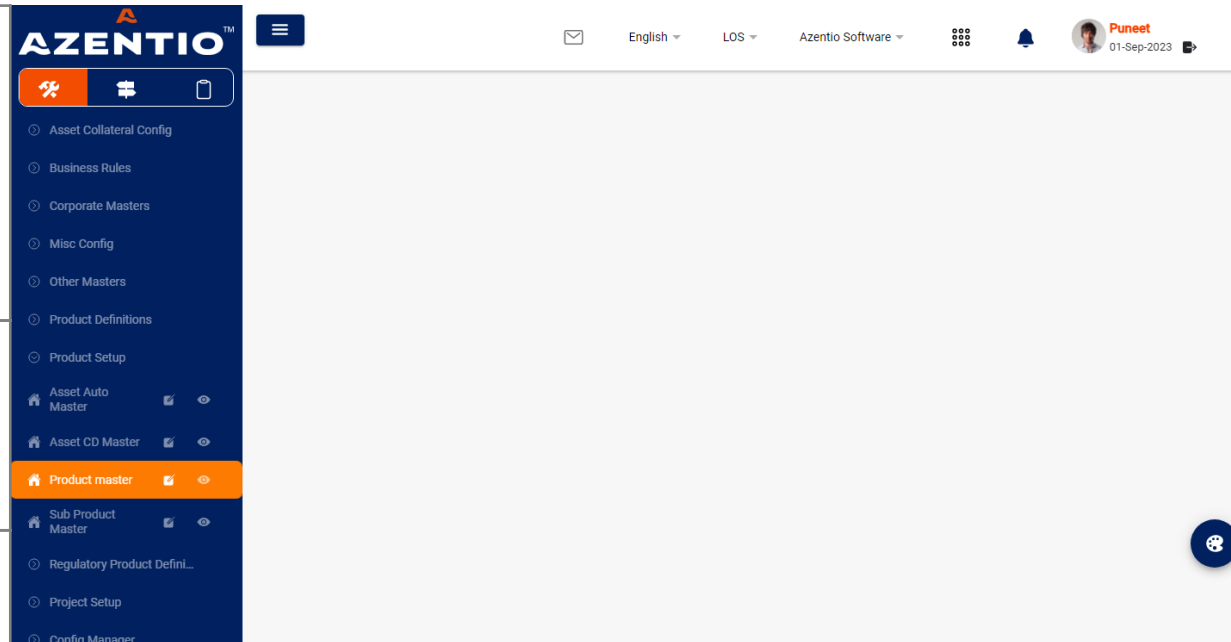 AZENTIO™
English
LOS
Azentio Software
Puneet
01-Sep-2023
Asset Collateral Config
Business Rules
Corporate Masters
Misc Config
Other Masters
Product Definitions
Product Setup
Asset Auto
Master
Asset CD Master
Product master
Sub Product
Master
Regulatory Product Defini...
Project Setup
Config Manager